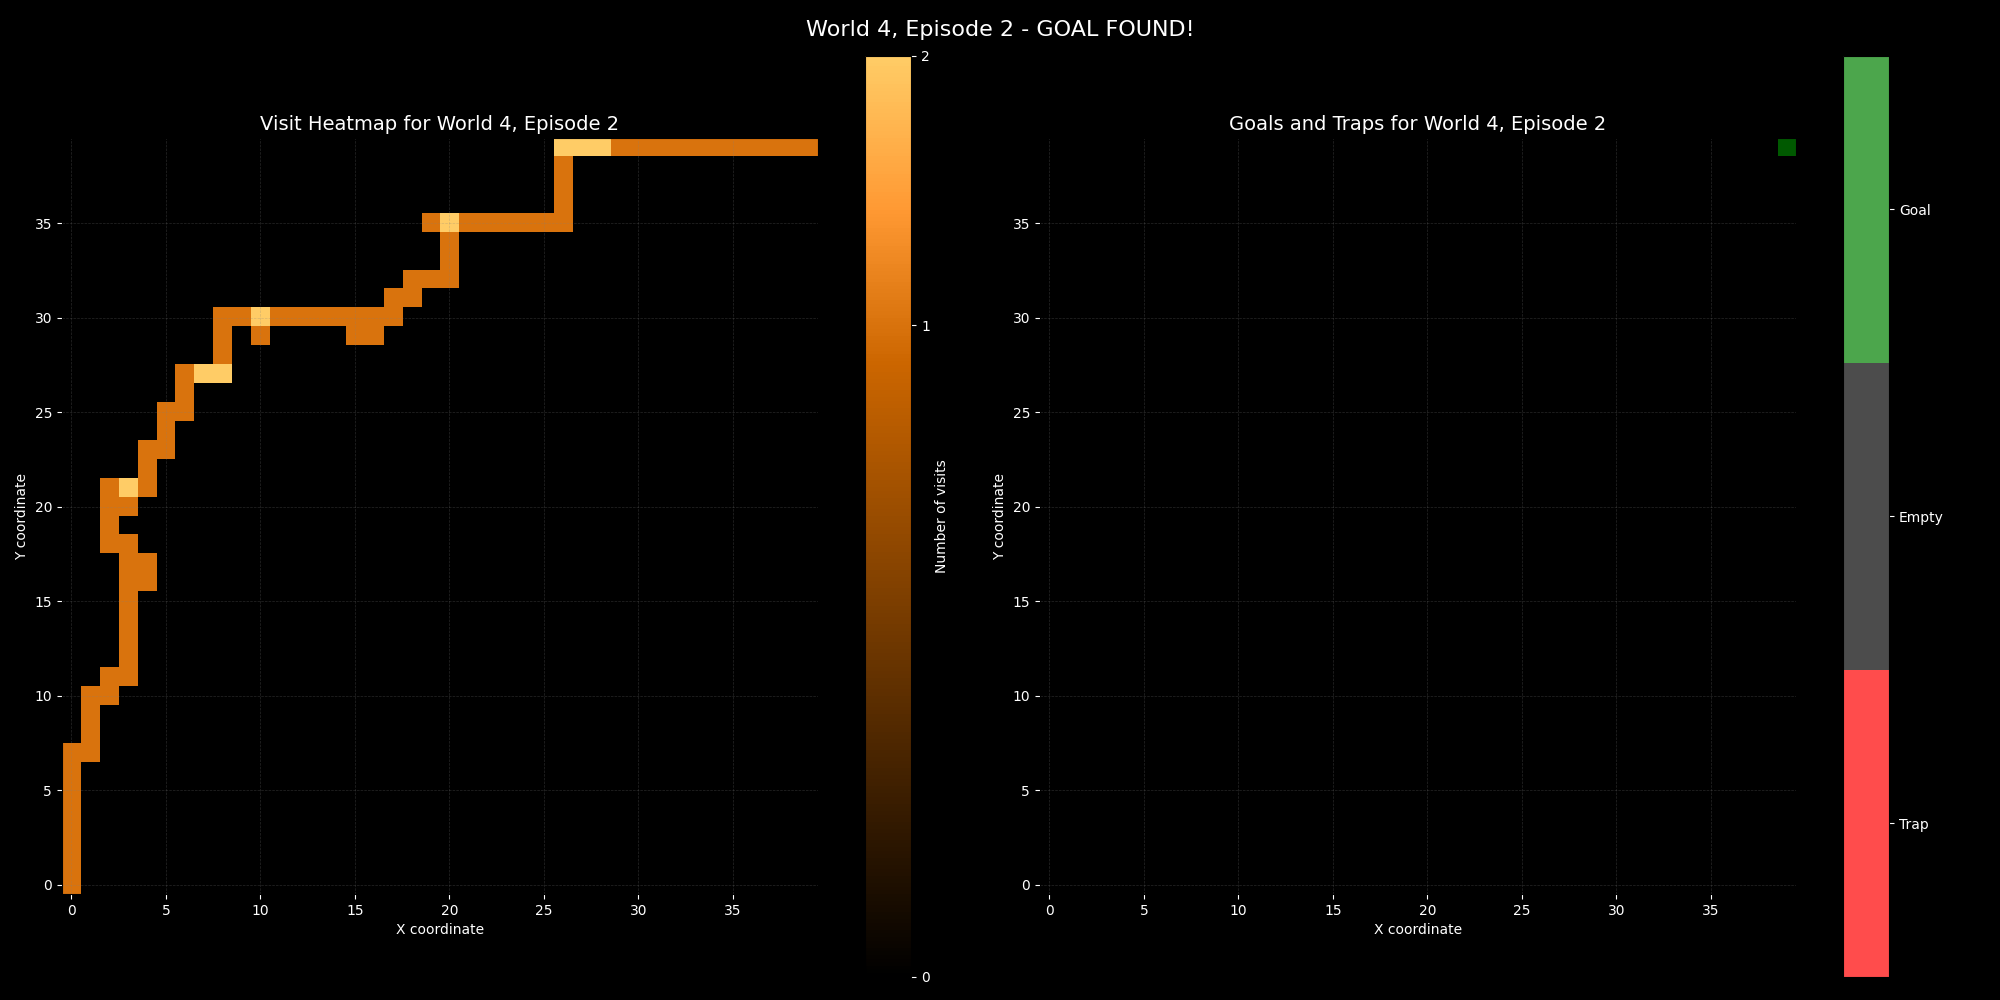 World 4, Episode 2 - GOAL FOUND!
Visit Heatmap for World 4, Episode 2
Y coordinate
35
30
25
20
15
10
5
0
0 5 10 15 20 25 30 35
X coordinate
2
1
0
Number of visits
Goals and Traps for World 4, Episode 2
Y coordinate
35
30
25
20
15
10
5
0
0 5 10 15 20 25 30 35
X coordinate
Goal
Empty
Trap